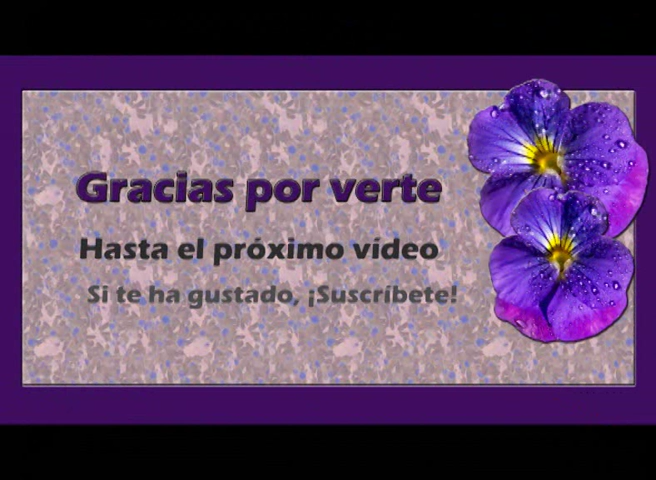 Gracias por verte
Hasta el próximo vídeo
Si te ha gustado, ¡Suscríbete!